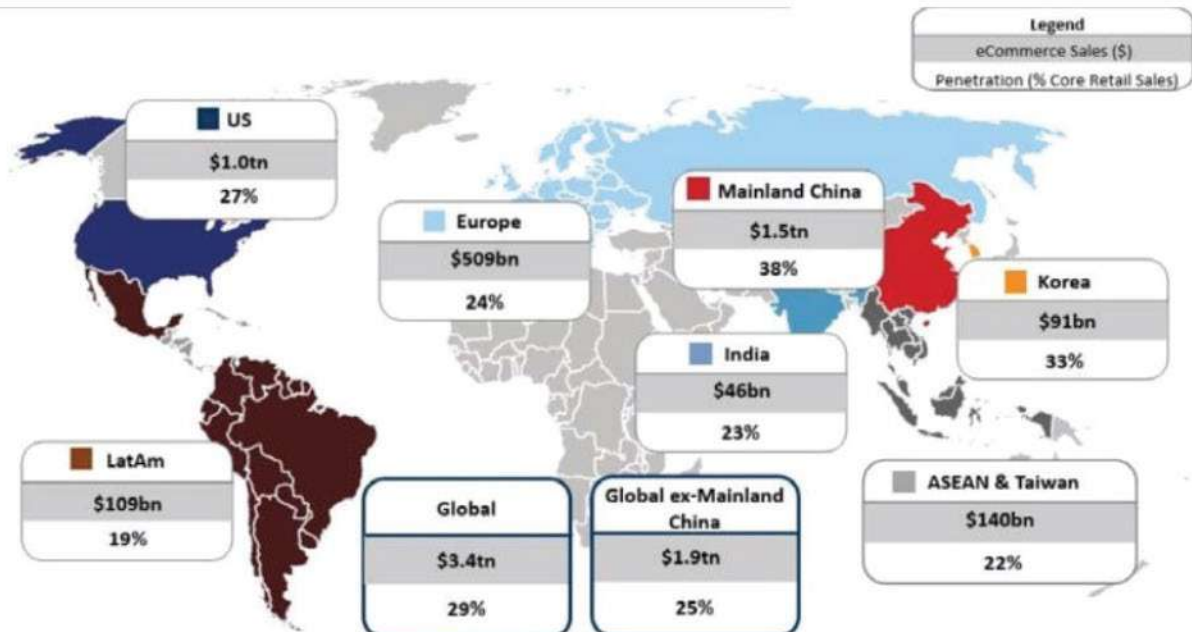 Legend
eCommerce Sales ($)
Penetration (% Core Retail Sales)
US
$1.0tn
27%
Europe
$509bn
24%
Mainland China
$1.5tn
38%
Korea
$91bn
33%
India
$46bn
23%
LatAm
$109bn
19%
Global
$3.4tn
29%
Global ex-Mainland
China
$1.9tn
25%
ASEAN & Taiwan
$140bn
22%